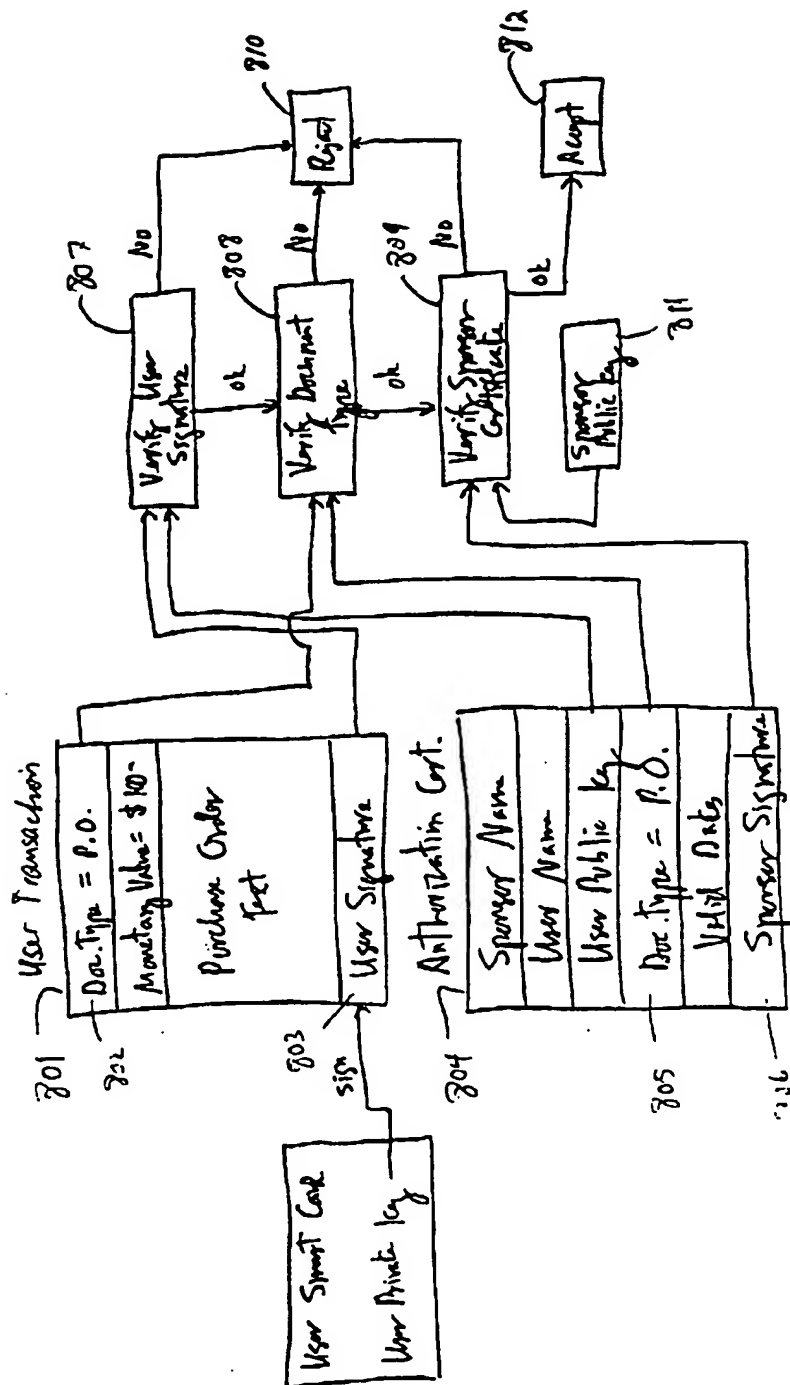 User Smart Card
User Private Key
sign
801
User Transaction
802
Doc. Type = P.O.
Monetary Value = $100-
Purchase Order
Text
803
User Signature
804
Authorization Cert.
Sponsor Name
User Name
User Public Key
805
Doc. Type = P.O.
Valid Dates
Sponsor Signature
807
Verify User
Signature
No
ok
808
Verify Document
Type
No
ok
809
Verify Sponsor
Certificate
No
ok
810
Reject
811
Sponsor
Public Key
812
Accept